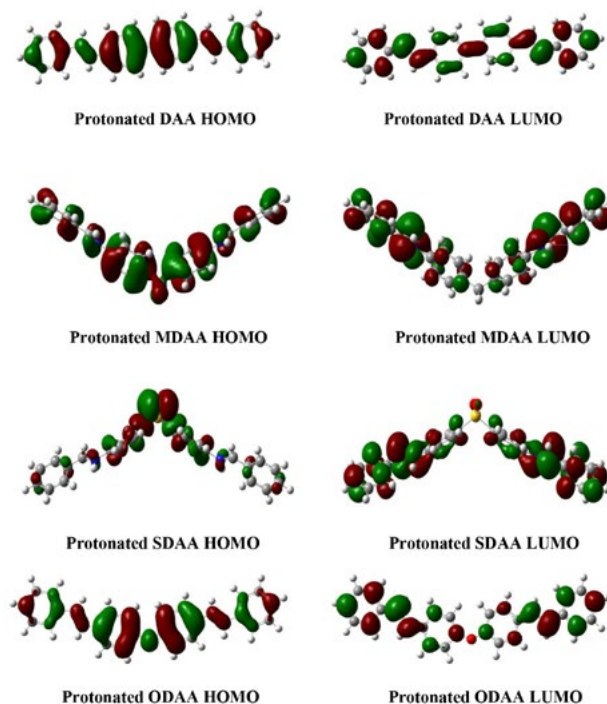 Protonated DAA HOMO
Protonated DAA LUMO
Protonated MDAA HOMO
Protonated MDAA LUMO
Protonated SDAA HOMO
Protonated SDAA LUMO
Protonated ODAA HOMO
Protonated ODAA LUMO